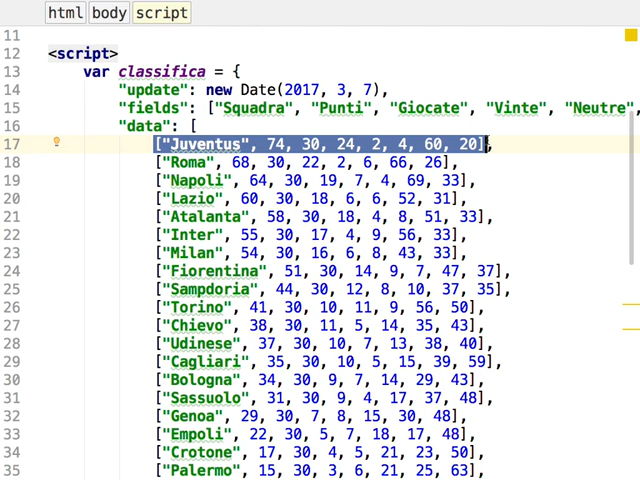 html body script
11
12 <script>
13 var classifica = {
14 "update": new Date(2017, 3, 7),
15 "fields": ["Squadra", "Punti", "Giocate", "Vinte", "Neutre",
16 "data": [
17 ["Juventus", 74, 30, 24, 2, 4, 60, 20],
18 ["Roma", 68, 30, 22, 2, 6, 66, 26],
19 ["Napoli", 64, 30, 19, 7, 4, 69, 33],
20 ["Lazio", 60, 30, 18, 6, 6, 52, 31],
21 ["Atalanta", 58, 30, 18, 4, 8, 51, 33],
22 ["Inter", 55, 30, 17, 4, 9, 56, 33],
23 ["Milan", 54, 30, 16, 6, 8, 43, 33],
24 ["Fiorentina", 51, 30, 14, 9, 7, 47, 37],
25 ["Sampdoria", 44, 30, 12, 8, 10, 37, 35],
26 ["Torino", 41, 30, 10, 11, 9, 56, 50],
27 ["Chievo", 38, 30, 11, 5, 14, 35, 43],
28 ["Udinese", 37, 30, 10, 7, 13, 38, 40],
29 ["Cagliari", 35, 30, 10, 5, 15, 39, 59],
30 ["Bologna", 34, 30, 9, 7, 14, 29, 43],
31 ["Sassuolo", 31, 30, 9, 4, 17, 37, 48],
32 ["Genoa", 29, 30, 7, 8, 15, 30, 48],
33 ["Empoli", 22, 30, 5, 7, 18, 17, 48],
34 ["Crotone", 17, 30, 4, 5, 21, 23, 50],
35 ["Palermo", 15, 30, 3, 6, 21, 25, 63],